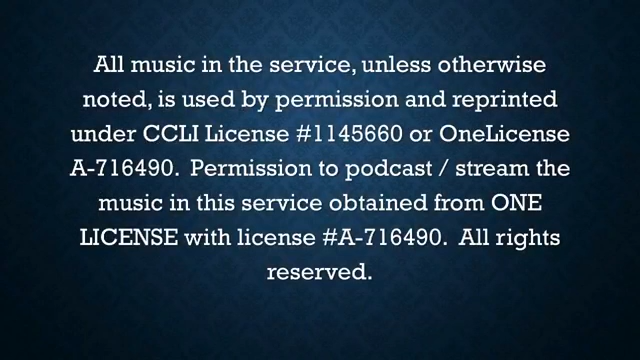 All music in the service, unless otherwise
noted, is used by permission and reprinted
under CCLI License #1145660 or OneLicense
A-716490.  Permission to podcast / stream the
music in this service obtained from ONE
LICENSE with license #A-716490.  All rights
reserved.